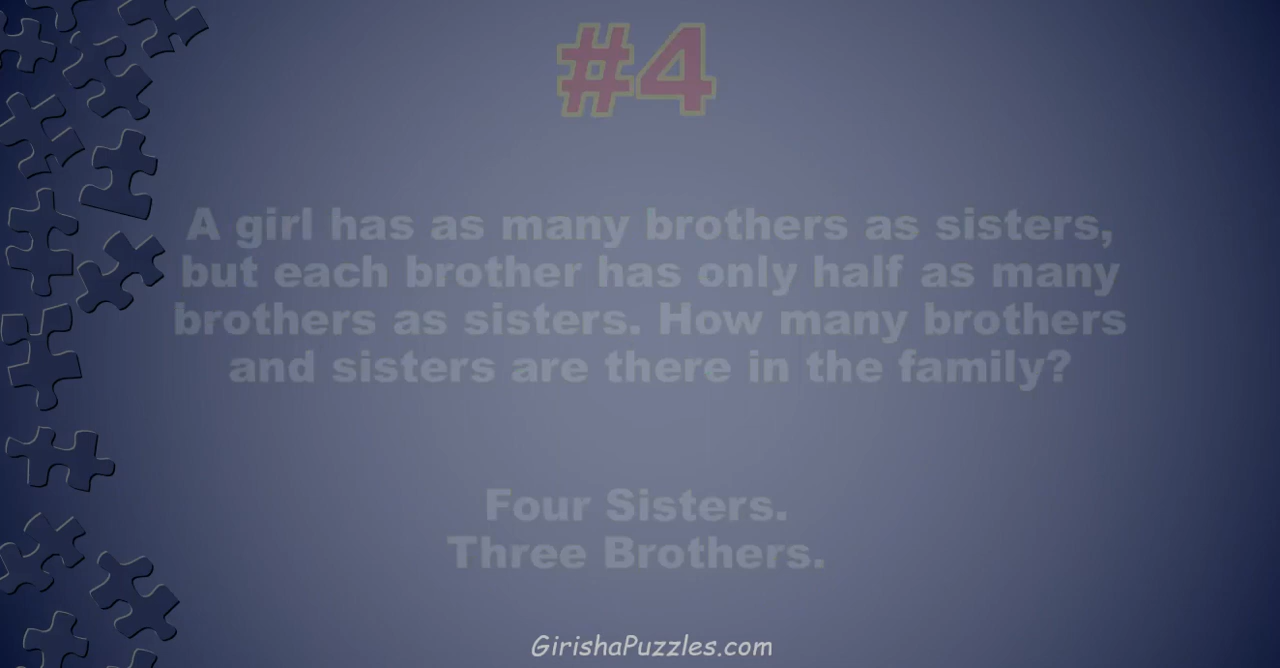 #4
A girl has as many brothers as sisters,
but each brother has only half as many
brothers as sisters. How many brothers
and sisters are there in the family?
Four Sisters.
Three Brothers.
GirishaPuzzles.com